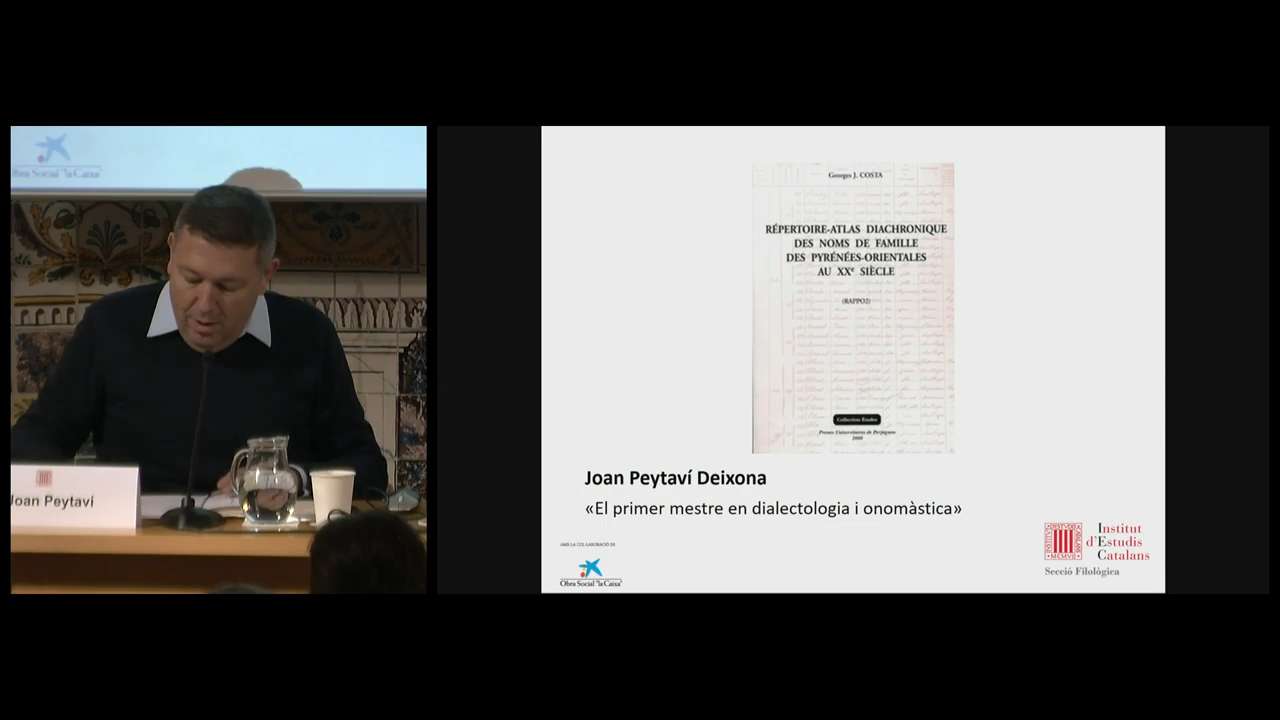 Obra Social "la Caixa"
Joan Peytaví
Georges J. COSTA
RÉPERTOIRE-ATLAS DIACHRONIQUE
DES NOMS DE FAMILLE
DES PYRÉNÉES-ORIENTALES
AU XXe SIÈCLE
(RAPPO2)
Collection Études
Presses Universitaires de Perpignan
2000
Joan Peytaví Deixona
«El primer mestre en dialectologia i onomàstica»
AMB LA COL·LABORACIÓ DE
Obra Social "la Caixa"
Institut
d'Estudis
Catalans
Secció Filològica